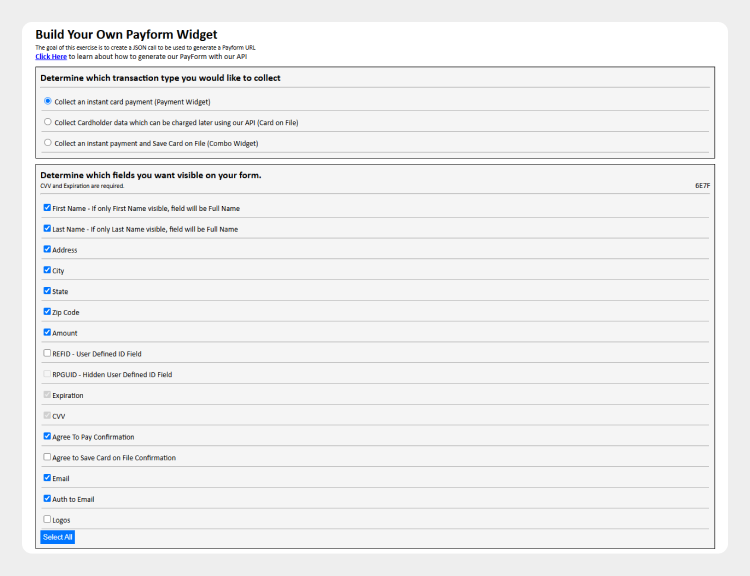 Build Your Own Payform Widget
The goal of this exercise is to create a JSON call to be used to generate a Payform URL
Click Here to learn about how to generate our PayForm with our API
Determine which transaction type you would like to collect
Collect an instant card payment (Payment Widget)
Collect Cardholder data which can be charged later using our API (Card on File)
Collect an instant payment and Save Card on File (Combo Widget)
Determine which fields you want visible on your form.
CVV and Expiration are required.
6E7F
First Name - If only First Name visible, field will be Full Name
Last Name - If only Last Name visible, field will be Full Name
Address
City
State
Zip Code
Amount
REFID - User Defined ID Field
RPGUID - Hidden User Defined ID Field
Expiration
CVV
Agree To Pay Confirmation
Agree to Save Card on File Confirmation
Email
Auth to Email
Logos
Select All